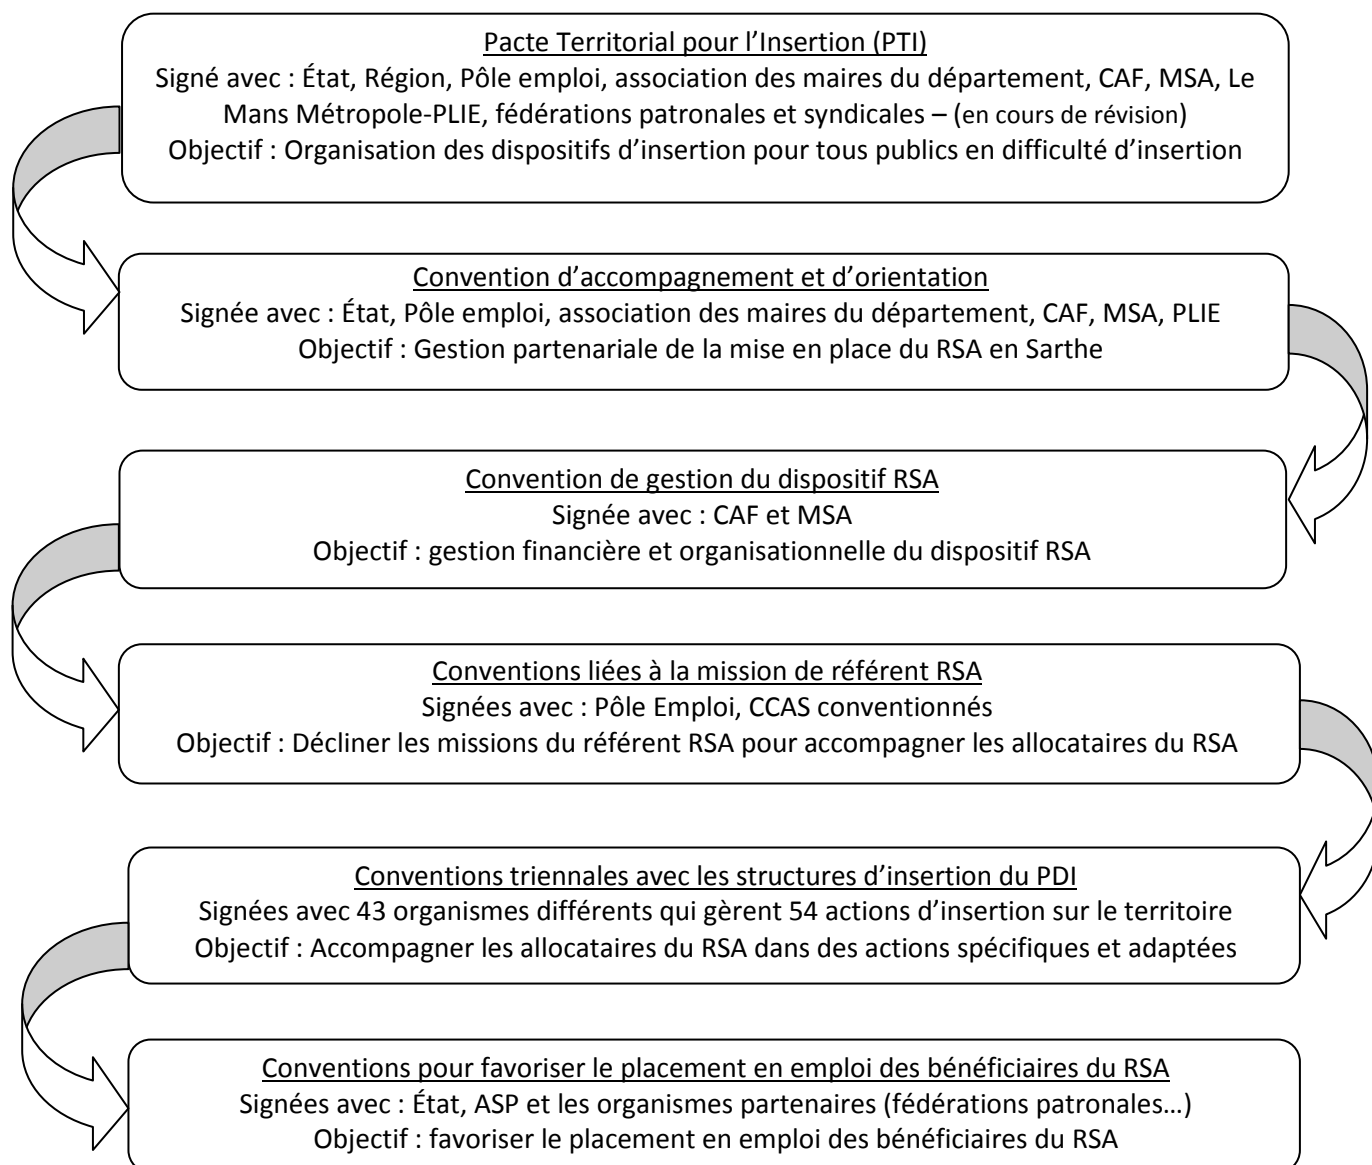 Pacte Territorial pour l’Insertion (PTI)
Signé avec : État, Région, Pôle emploi, association des maires du département, CAF, MSA, Le
Mans Métropole-PLIE, fédérations patronales et syndicales – (en cours de révision)
Objectif : Organisation des dispositifs d’insertion pour tous publics en difficulté d’insertion
Convention d’accompagnement et d’orientation
Signée avec : État, Pôle emploi, association des maires du département, CAF, MSA, PLIE
Objectif : Gestion partenariale de la mise en place du RSA en Sarthe
Convention de gestion du dispositif RSA
Signée avec : CAF et MSA
Objectif : gestion financière et organisationnelle du dispositif RSA
Conventions liées à la mission de référent RSA
Signées avec : Pôle Emploi, CCAS conventionnés
Objectif : Décliner les missions du référent RSA pour accompagner les allocataires du RSA
Conventions triennales avec les structures d’insertion du PDI
Signées avec 43 organismes différents qui gèrent 54 actions d’insertion sur le territoire
Objectif : Accompagner les allocataires du RSA dans des actions spécifiques et adaptées
Conventions pour favoriser le placement en emploi des bénéficiaires du RSA
Signées avec : État, ASP et les organismes partenaires (fédérations patronales…)
Objectif : favoriser le placement en emploi des bénéficiaires du RSA